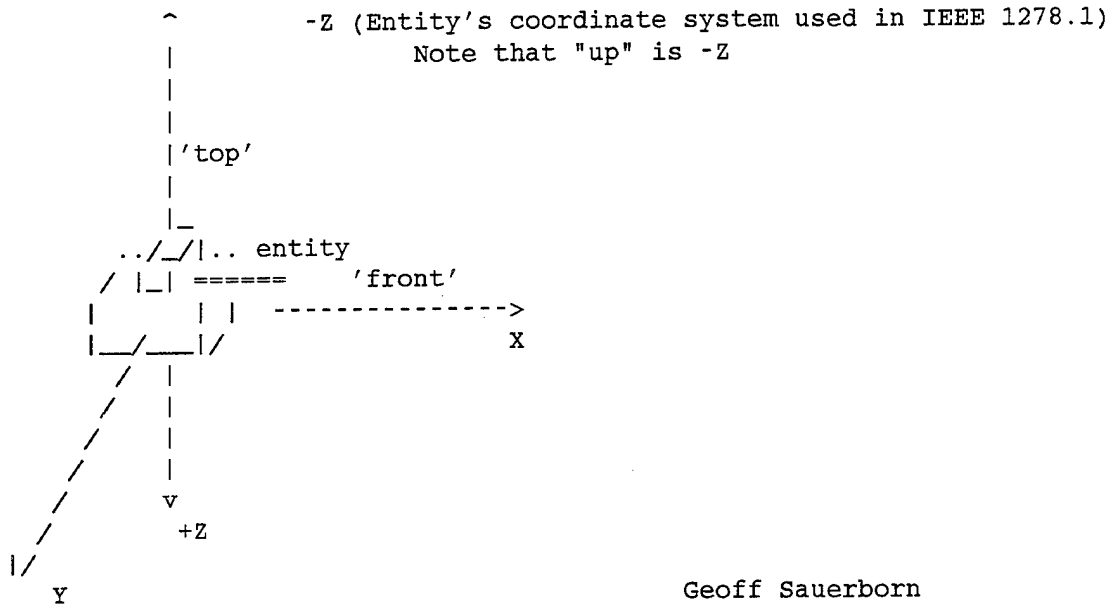 -Z (Entity's coordinate system used in IEEE 1278.1)
Note that "up" is -Z
'top'
entity
'front'
X
+Z
Y
Geoff Sauerborn